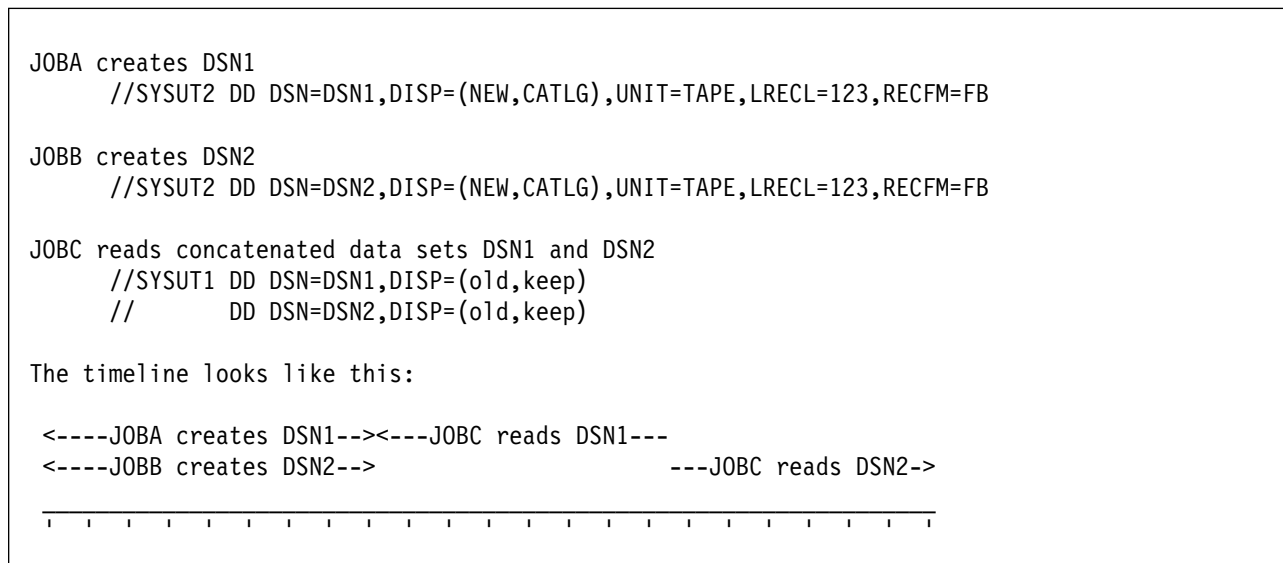 JOBA creates DSN1
//SYSUT2 DD DSN=DSN1,DISP=(NEW,CATLG),UNIT=TAPE,LRECL=123,RECFM=FB
JOBB creates DSN2
//SYSUT2 DD DSN=DSN2,DISP=(NEW,CATLG),UNIT=TAPE,LRECL=123,RECFM=FB
JOBC reads concatenated data sets DSN1 and DSN2
//SYSUT1 DD DSN=DSN1,DISP=(old,keep)
// DD DSN=DSN2,DISP=(old,keep)
The timeline looks like this:
<----JOBA creates DSN1--><---JOBC reads DSN1---
<----JOBB creates DSN2--> ---JOBC reads DSN2->